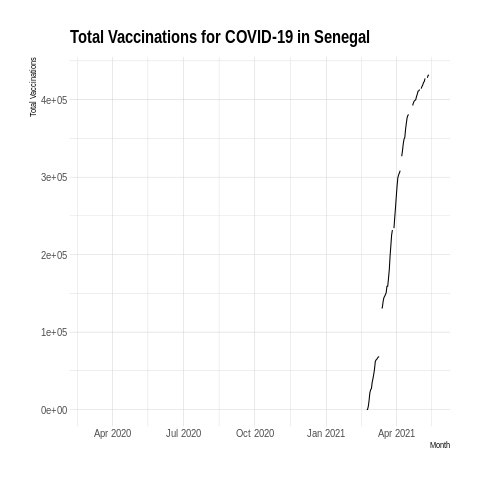 Total Vaccinations for COVID-19 in Senegal
Total Vaccinations
4e+05
3e+05
2e+05
1e+05
0e+00
Apr 2020 Jul 2020 Oct 2020 Jan 2021 Apr 2021
Month